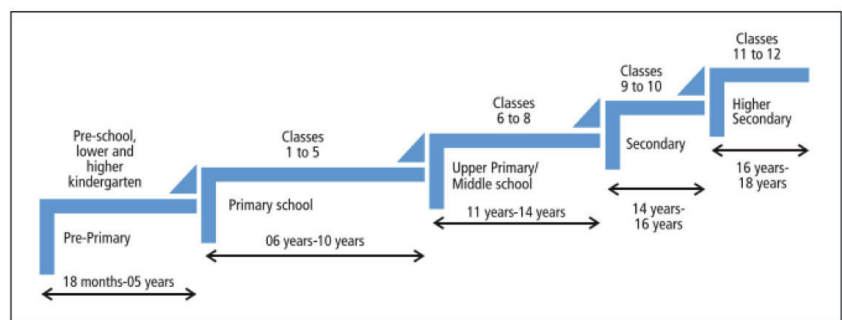 Pre-school,
lower and
higher
kindergarten
Pre-Primary
18 months-05 years
Classes
1 to 5
Primary school
06 years-10 years
Classes
6 to 8
Upper Primary/
Middle school
11 years-14 years
Classes
9 to 10
Secondary
14 years-
16 years
Classes
11 to 12
Higher
Secondary
16 years-
18 years